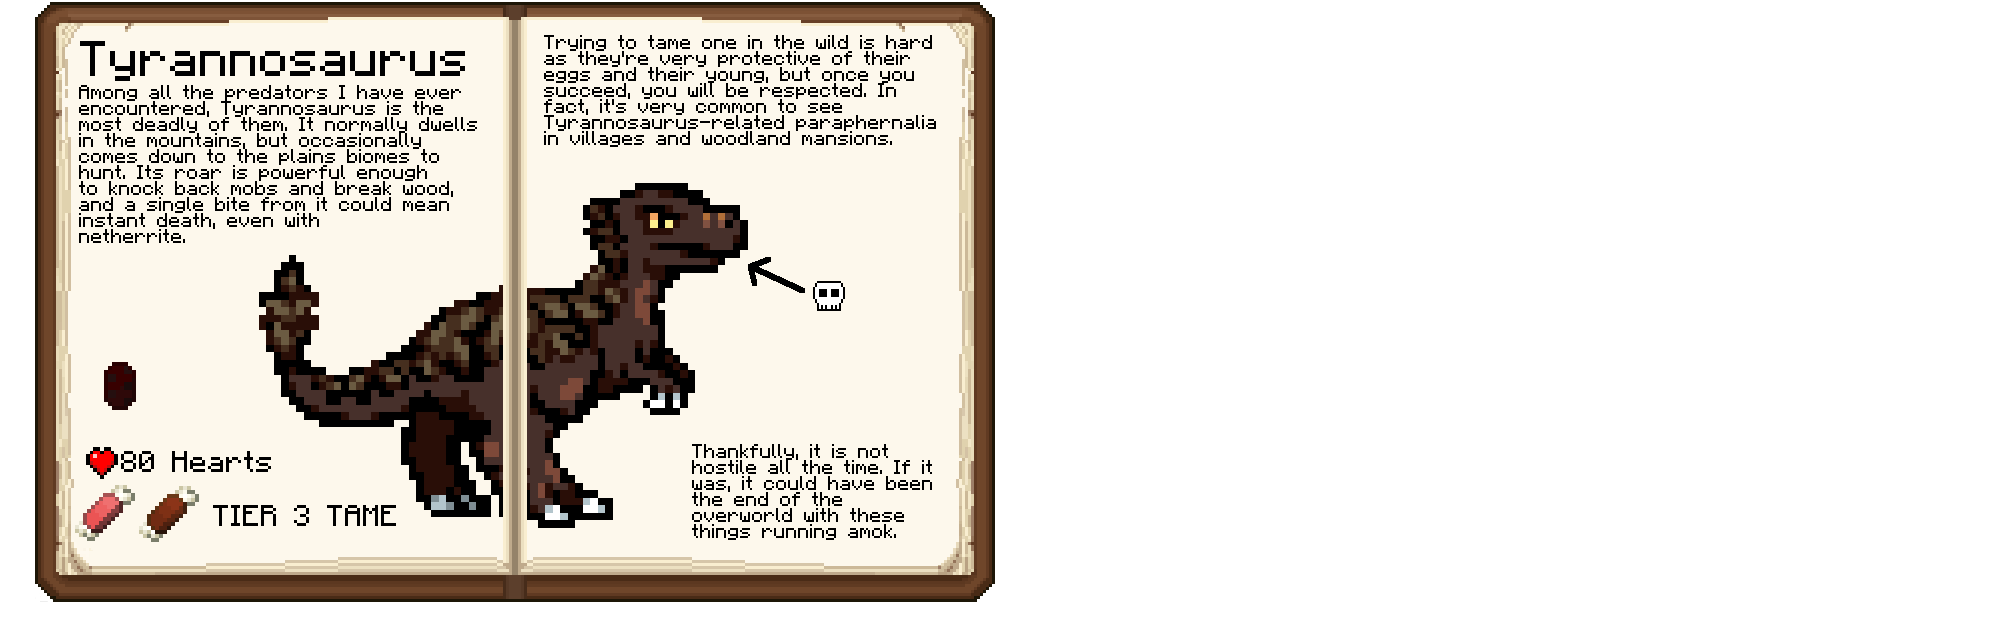 Tyrannosaurus
Among all the predators I have ever
encountered, Tyrannosaurus is the
most deadly of them. It normally dwells
in the mountains, but occasionally
comes down to the plains biomes to
hunt. Its roar is powerful enough
to knock back mobs and break wood,
and a single bite from it could mean
instant death, even with
netherrite.
80 Hearts
TIER 3 TAME
Trying to tame one in the wild is hard
as they're very protective of their
eggs and their young, but once you
succeed, you will be respected. In
fact, it's very common to see
Tyrannosaurus-related paraphernalia
in villages and woodland mansions.
Thankfully, it is not
hostile all the time. If it
was, it could have been
the end of the
overworld with these
things running amok.